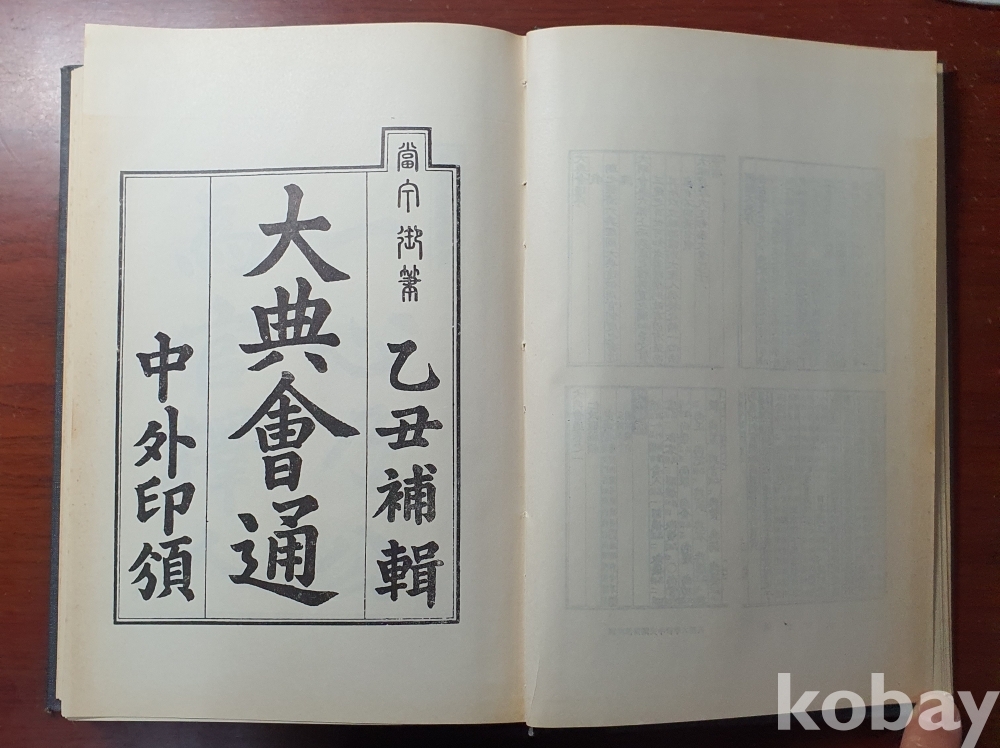 當宁御筆 乙丑補輯
大典會通
中外印頒
kobay